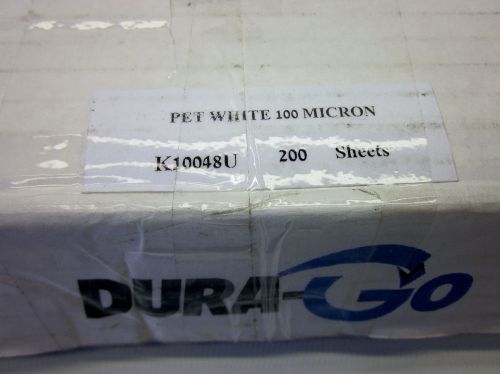 PET WHITE 100 MICRON
K10048U 200 Sheets
DURA-GO